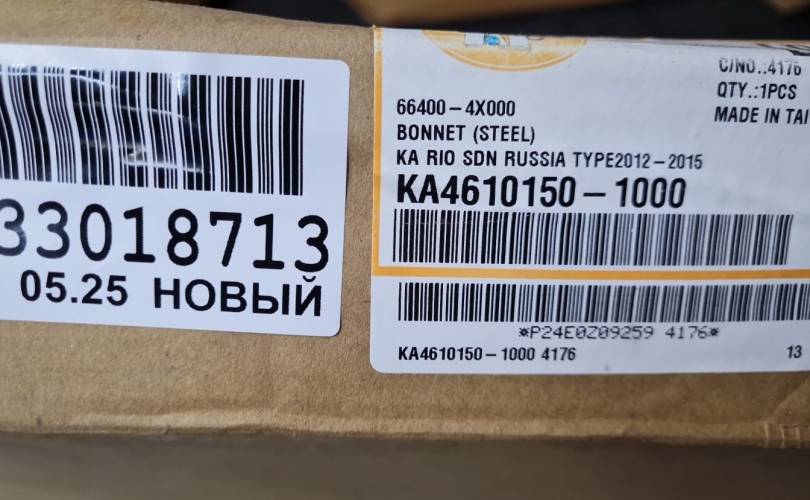 33018713
05.25 НОВЫЙ
C/NO.:4176
QTY.:1PCS
MADE IN TAI
66400-4X000
BONNET (STEEL)
KA RIO SDN RUSSIA TYPE2012-2015
KA4610150-1000
*P24E0Z09259 4176*
KA4610150-1000 4176
13